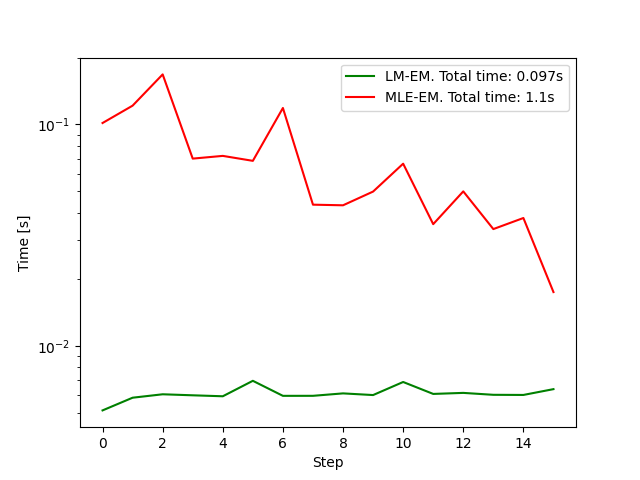 LM-EM. Total time: 0.097s
MLE-EM. Total time: 1.1s
10⁻¹
10⁻²
Time [s]
0 2 4 6 8 10 12 14
Step